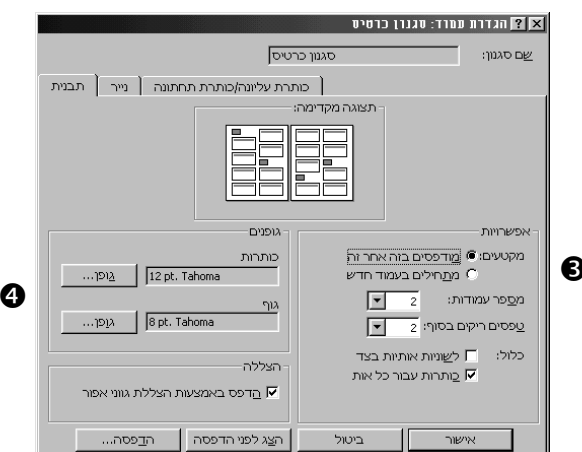 הגדרת עמוד: סגנון כרטיס
שם סגנון: סגנון כרטיס
תבנית נייר כותרת עליונה/כותרת תחתונה
תצוגה מקדימה:
אפשרויות
מקטעים: מודפסים בזה אחר זה
מתחילים בעמוד חדש
מספר עמודות: 2
טפסים ריקים בסוף: 2
כלול: לשוניות אותיות בצד
כותרות עבור כל אות
❸
גופנים
כותרות
12 pt. Tahoma גופן...
גוף
8 pt. Tahoma גופן...
❹
הצללה
הדפס באמצעות הצללת גווני אפור
אישור ביטול הצג לפני הדפסה הדפסה...